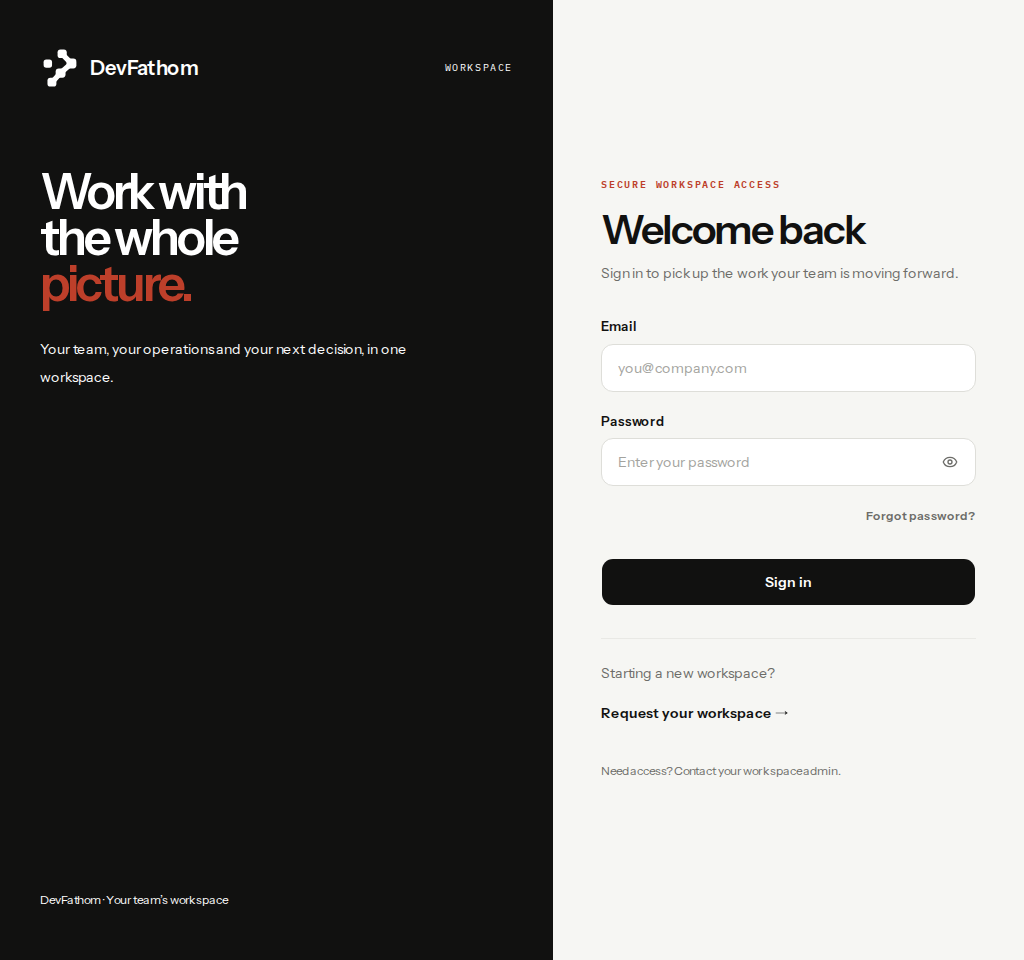 DevFathom
WORKSPACE
Work with
the whole
picture.
Your team, your operations and your next decision, in one
workspace.
DevFathom · Your team's workspace
SECURE WORKSPACE ACCESS
Welcome back
Sign in to pick up the work your team is moving forward.
Email
you@company.com
Password
Enter your password
Forgot password?
Sign in
Starting a new workspace?
Request your workspace →
Need access? Contact your workspace admin.